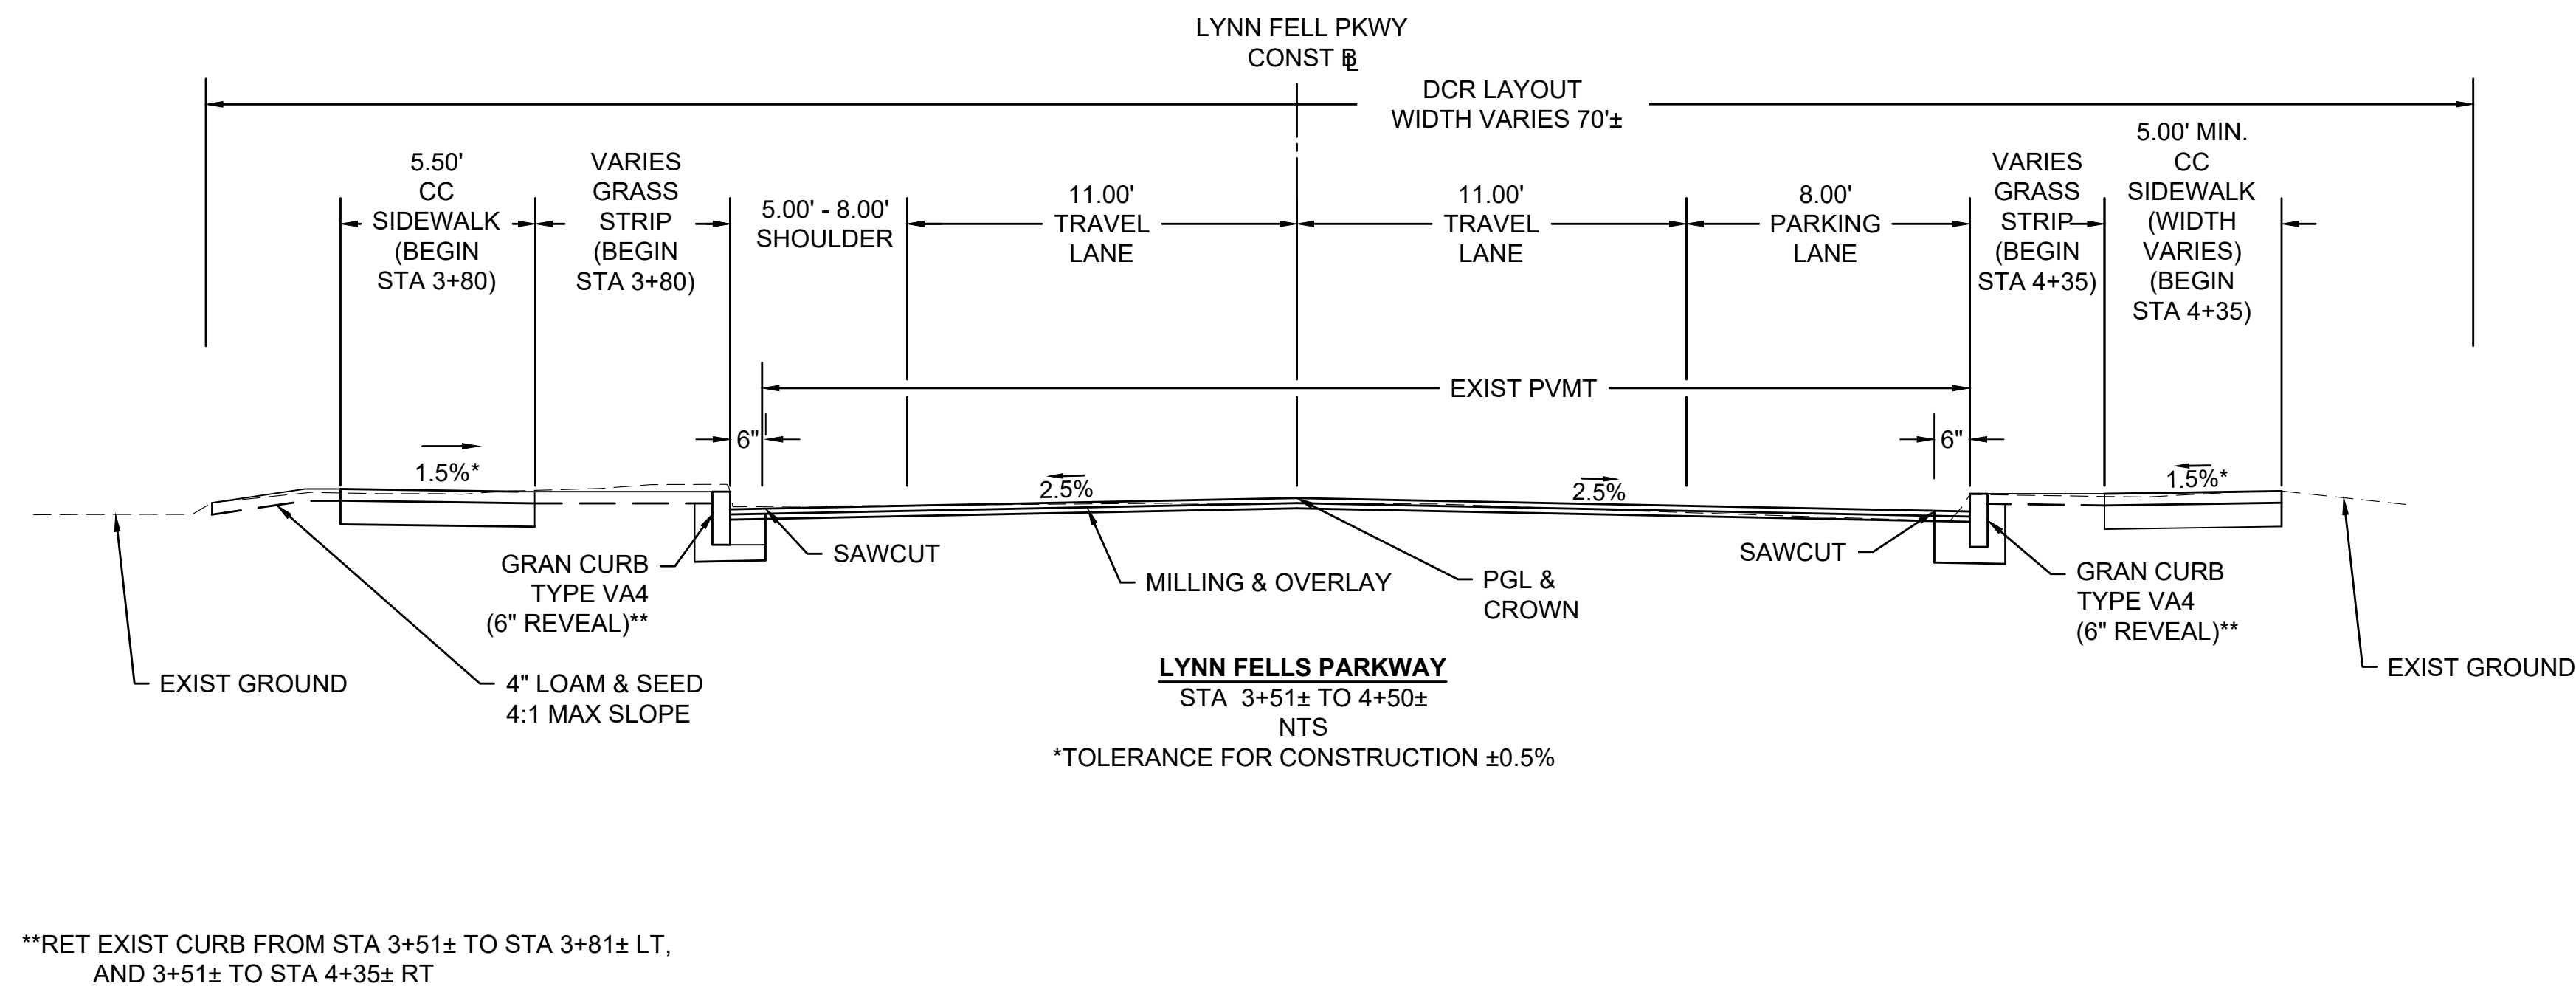 LYNN FELL PKWY
CONST BL
DCR LAYOUT
WIDTH VARIES 70'±
5.50'
CC
SIDEWALK
(BEGIN
STA 3+80)
VARIES
GRASS
STRIP
(BEGIN
STA 3+80)
5.00' - 8.00'
SHOULDER
11.00'
TRAVEL
LANE
11.00'
TRAVEL
LANE
8.00'
PARKING
LANE
VARIES
GRASS
STRIP
(BEGIN
STA 4+35)
5.00' MIN.
CC
SIDEWALK
(WIDTH
VARIES)
(BEGIN
STA 4+35)
EXIST PVMT
6"
6"
1.5%*
2.5%
2.5%
1.5%*
GRAN CURB
TYPE VA4
(6" REVEAL)**
SAWCUT
MILLING & OVERLAY
PGL &
CROWN
SAWCUT
GRAN CURB
TYPE VA4
(6" REVEAL)**
EXIST GROUND
4" LOAM & SEED
4:1 MAX SLOPE
EXIST GROUND
LYNN FELLS PARKWAY
STA 3+51± TO 4+50±
NTS
*TOLERANCE FOR CONSTRUCTION ±0.5%
**RET EXIST CURB FROM STA 3+51± TO STA 3+81± LT,
AND 3+51± TO STA 4+35± RT